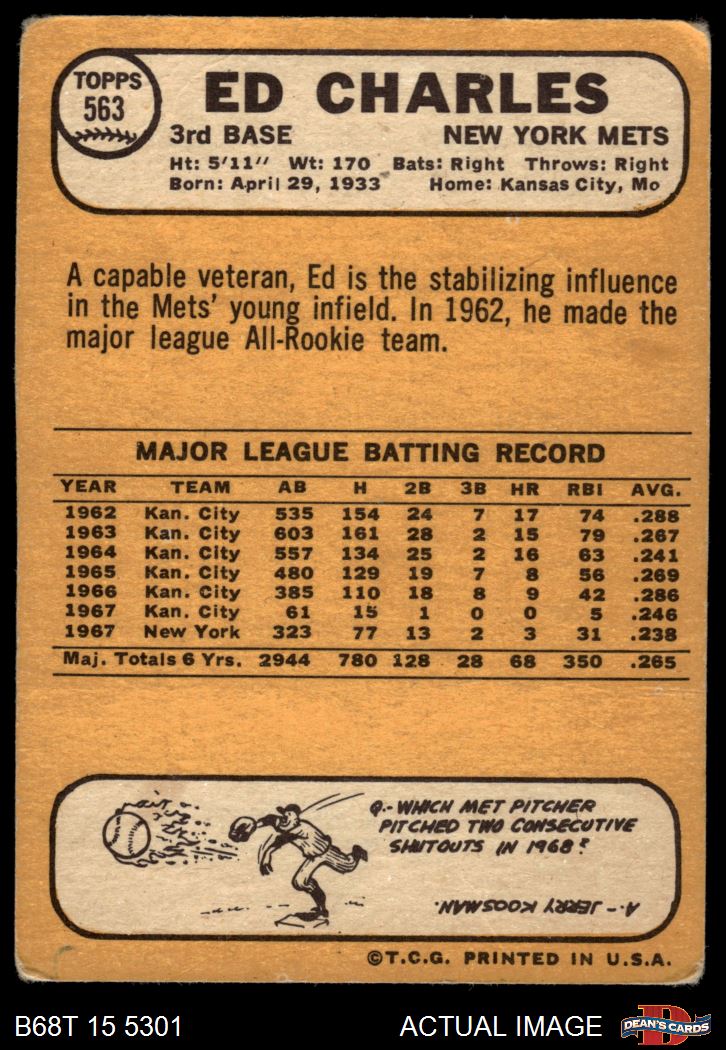 TOPPS
563
ED CHARLES
3rd BASE NEW YORK METS
Ht: 5'11" Wt: 170 Bats: Right Throws: Right
Born: April 29, 1933 Home: Kansas City, Mo
A capable veteran, Ed is the stabilizing influence
in the Mets' young infield. In 1962, he made the
major league All-Rookie team.
MAJOR LEAGUE BATTING RECORD
YEAR TEAM AB H 2B 3B HR RBI AVG.
1962 Kan. City 535 154 24 7 17 74 .288
1963 Kan. City 603 161 28 2 15 79 .267
1964 Kan. City 557 134 25 2 16 63 .241
1965 Kan. City 480 129 19 7 8 56 .269
1966 Kan. City 385 110 18 8 9 42 .286
1967 Kan. City 61 15 1 0 0 5 .246
1967 New York 323 77 13 2 3 31 .238
Maj. Totals 6 Yrs. 2944 780 128 28 68 350 .265
Q.- WHICH MET PITCHER
PITCHED TWO CONSECUTIVE
SHUTOUTS IN 1968?
A.- JERRY KOOSMAN.
©T.C.G. PRINTED IN U.S.A.
B68T 15 5301 ACTUAL IMAGE
D
DEAN'S CARDS